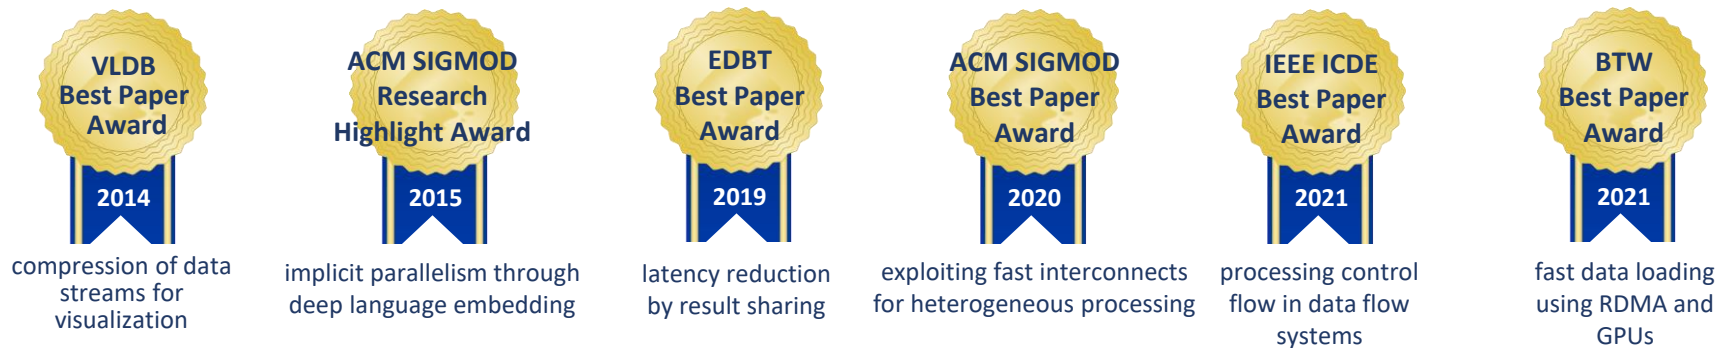 VLDB
Best Paper
Award
2014
compression of data
streams for
visualization
ACM SIGMOD
Research
Highlight Award
2015
implicit parallelism through
deep language embedding
EDBT
Best Paper
Award
2019
latency reduction
by result sharing
ACM SIGMOD
Best Paper
Award
2020
exploiting fast interconnects
for heterogeneous processing
IEEE ICDE
Best Paper
Award
2021
processing control
flow in data flow
systems
BTW
Best Paper
Award
2021
fast data loading
using RDMA and
GPUs